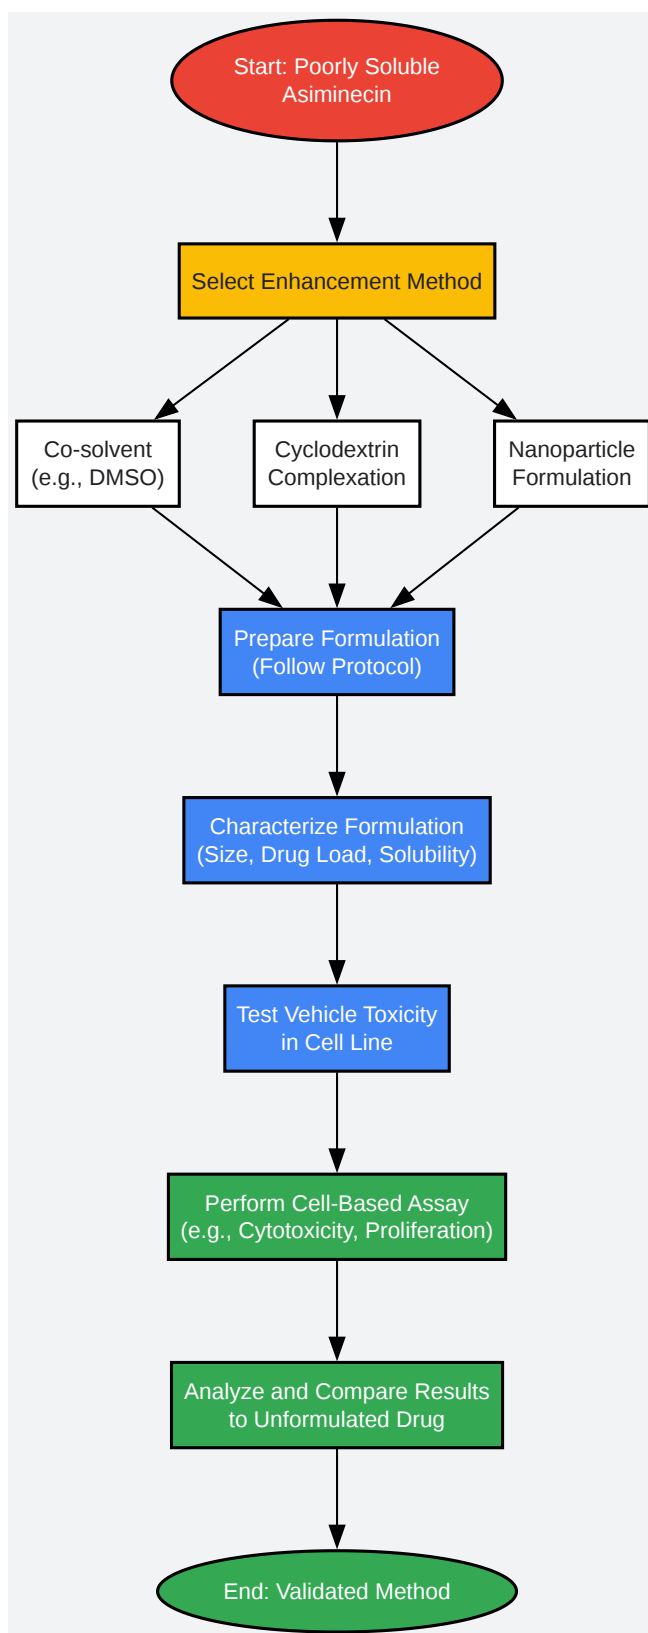 Start: Poorly Soluble
Asiminecin
Select Enhancement Method
Co-solvent
(e.g., DMSO)
Cyclodextrin
Complexation
Nanoparticle
Formulation
Prepare Formulation
(Follow Protocol)
Characterize Formulation
(Size, Drug Load, Solubility)
Test Vehicle Toxicity
in Cell Line
Perform Cell-Based Assay
(e.g., Cytotoxicity, Proliferation)
Analyze and Compare Results
to Unformulated Drug
End: Validated Method